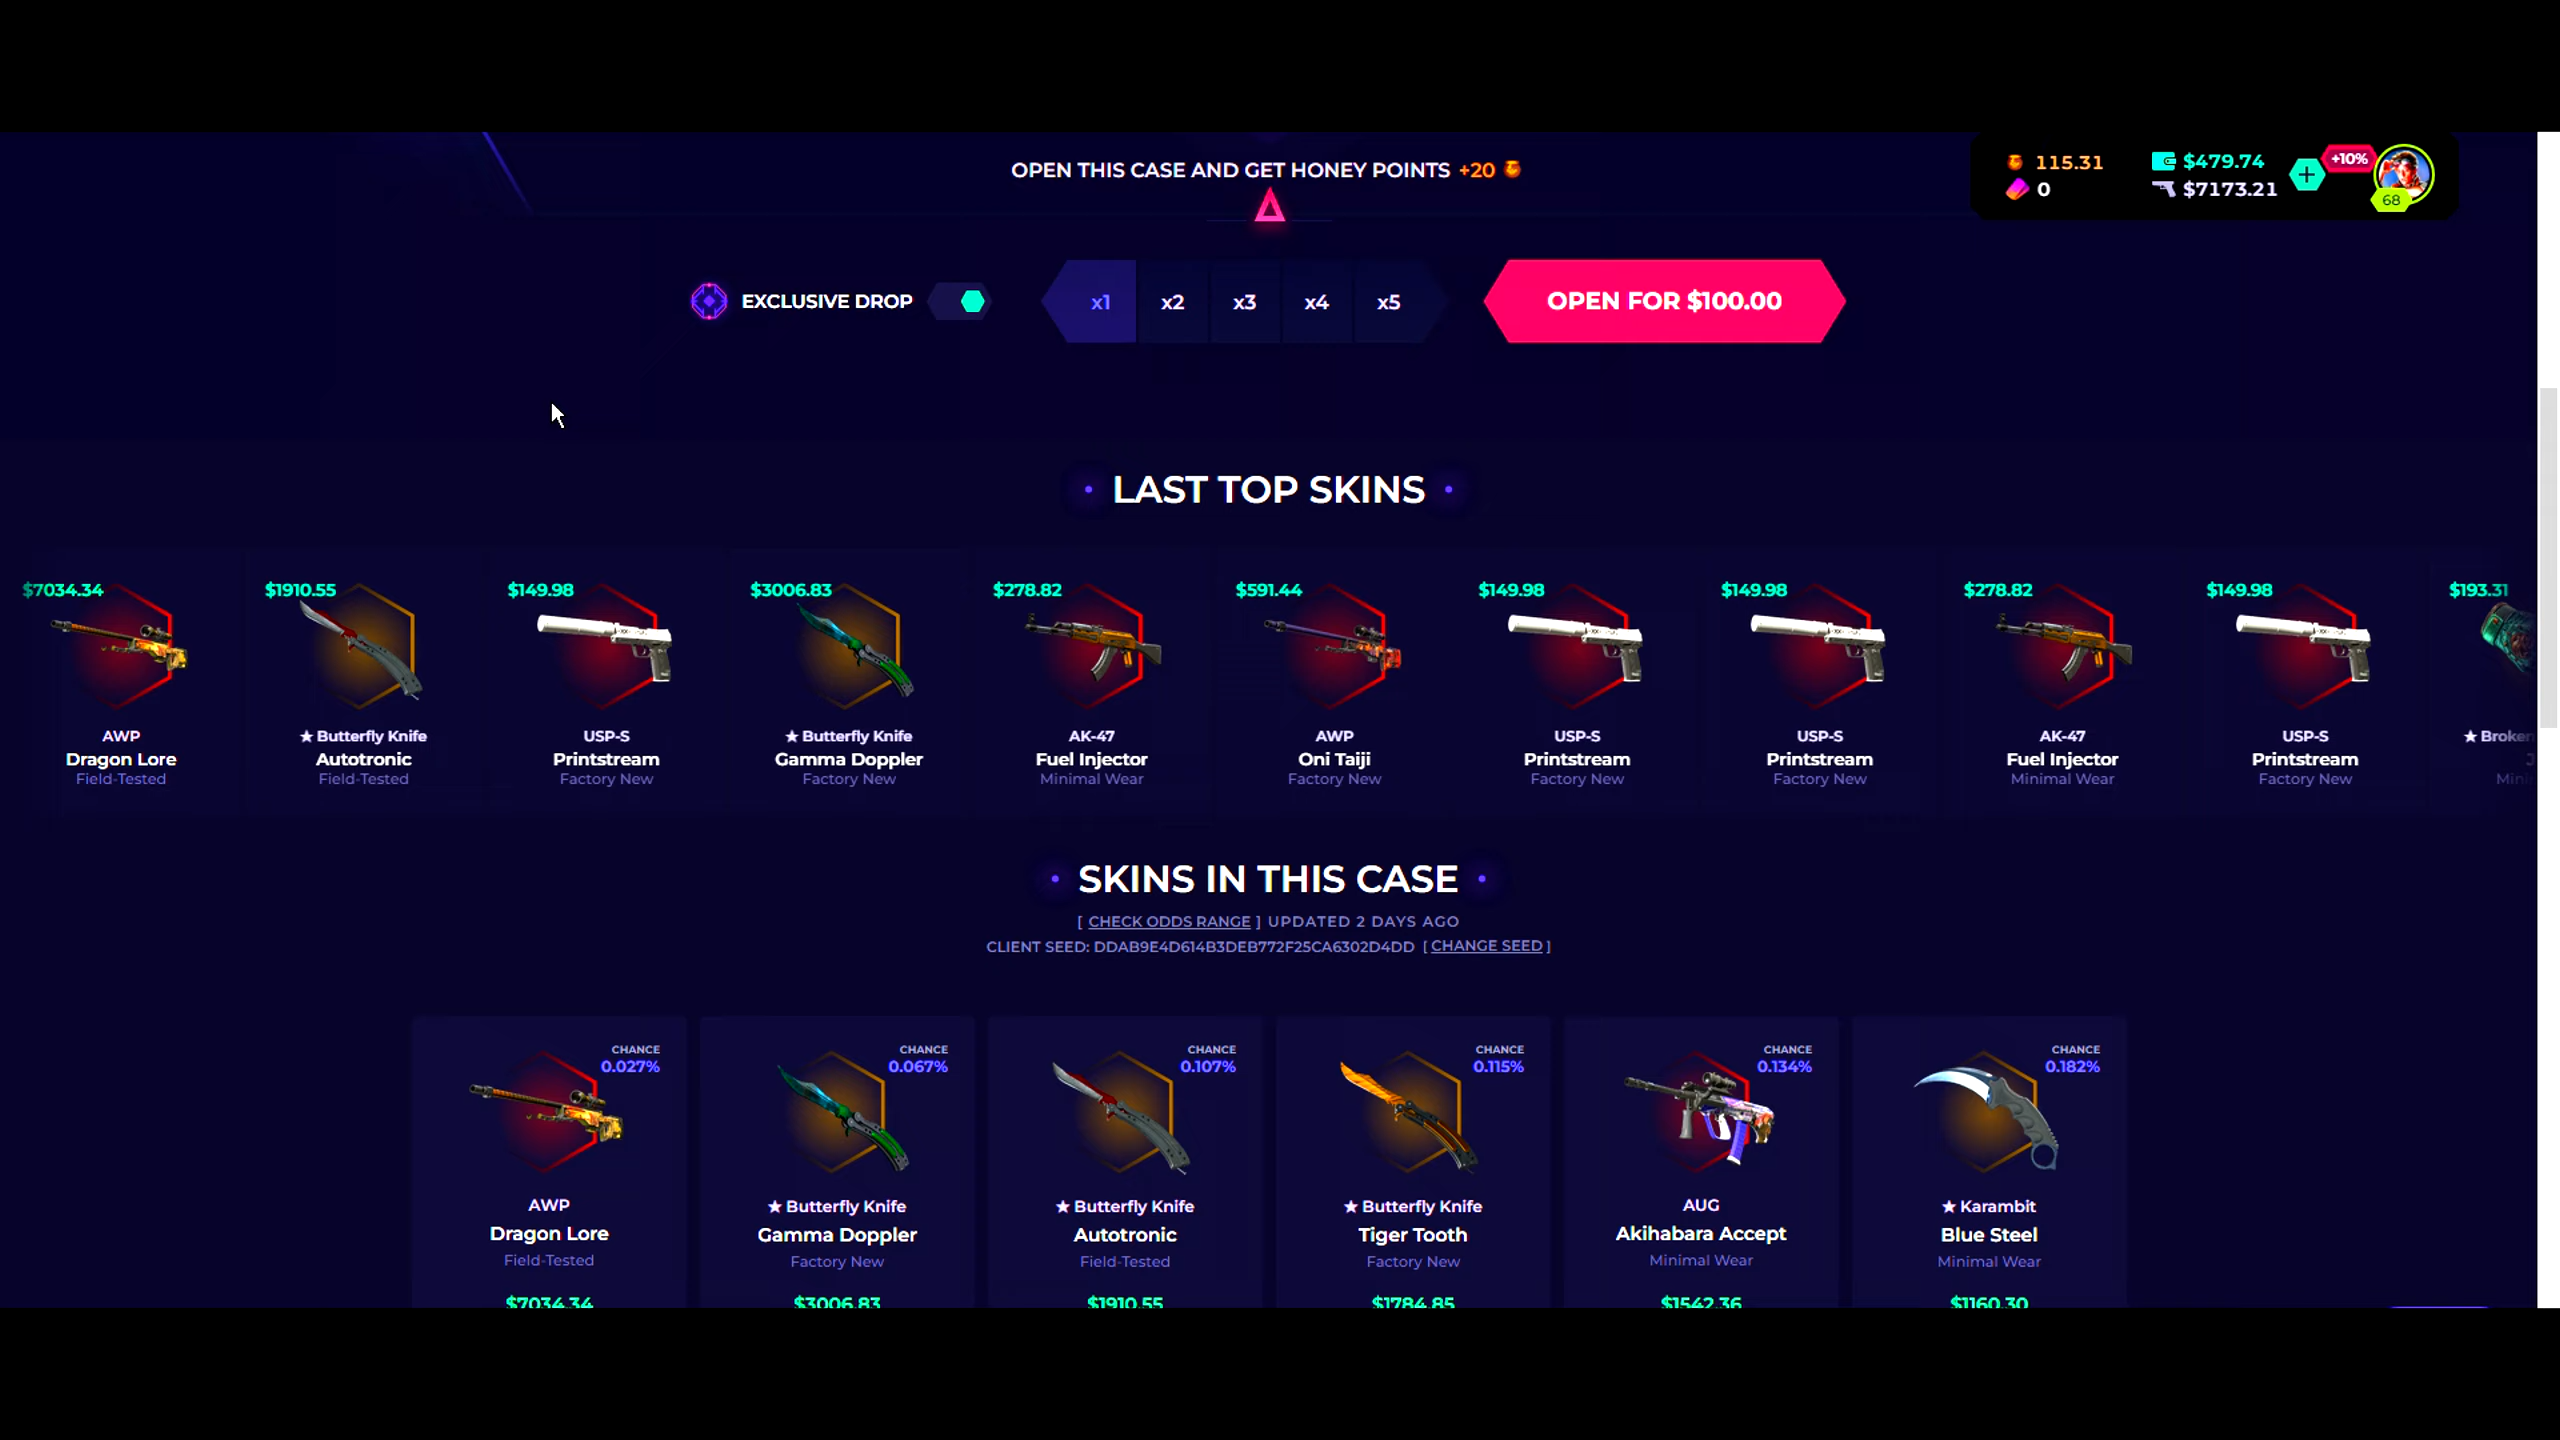 OPEN THIS CASE AND GET HONEY POINTS +20
115.31 $479.74 +10%
0 $7173.21 68
EXCLUSIVE DROP x1 x2 x3 x4 x5 OPEN FOR $100.00
LAST TOP SKINS
$7034.34 $1910.55 $149.98 $3006.83 $278.82 $591.44 $149.98 $149.98 $278.82 $149.98 $193.31
AWP ★ Butterfly Knife USP-S ★ Butterfly Knife AK-47 AWP USP-S USP-S AK-47 USP-S ★
Dragon Lore Autotronic Printstream Gamma Doppler Fuel Injector Oni Taiji Printstream Printstream Fuel Injector Printstream
Field-Tested Field-Tested Factory New Factory New Minimal Wear Factory New Factory New Factory New Minimal Wear Factory New
SKINS IN THIS CASE
[ CHECK ODDS RANGE ] UPDATED 2 DAYS AGO
CLIENT SEED: DDAB9E4D614B3DEB772F25CA6302D4DD [ CHANGE SEED ]
CHANCE CHANCE CHANCE CHANCE CHANCE CHANCE
0.027% 0.067% 0.107% 0.115% 0.134% 0.182%
AWP ★ Butterfly Knife ★ Butterfly Knife ★ Butterfly Knife AUG ★ Karambit
Dragon Lore Gamma Doppler Autotronic Tiger Tooth Akihabara Accept Blue Steel
Field-Tested Factory New Field-Tested Factory New Minimal Wear Minimal Wear
$7034.34 $3006.83 $1910.55 $1784.85 $1542.36 $1160.30